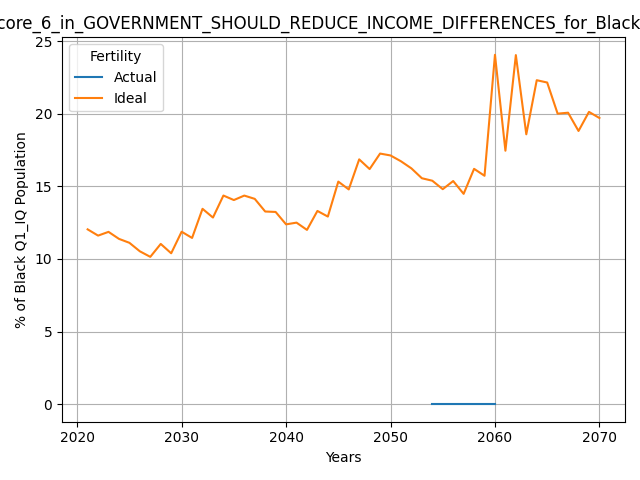 core_6_in_GOVERNMENT_SHOULD_REDUCE_INCOME_DIFFERENCES_for_Black
Fertility
Actual
Ideal
% of Black Q1_IQ Population
25
20
15
10
5
0
2020 2030 2040 2050 2060 2070
Years